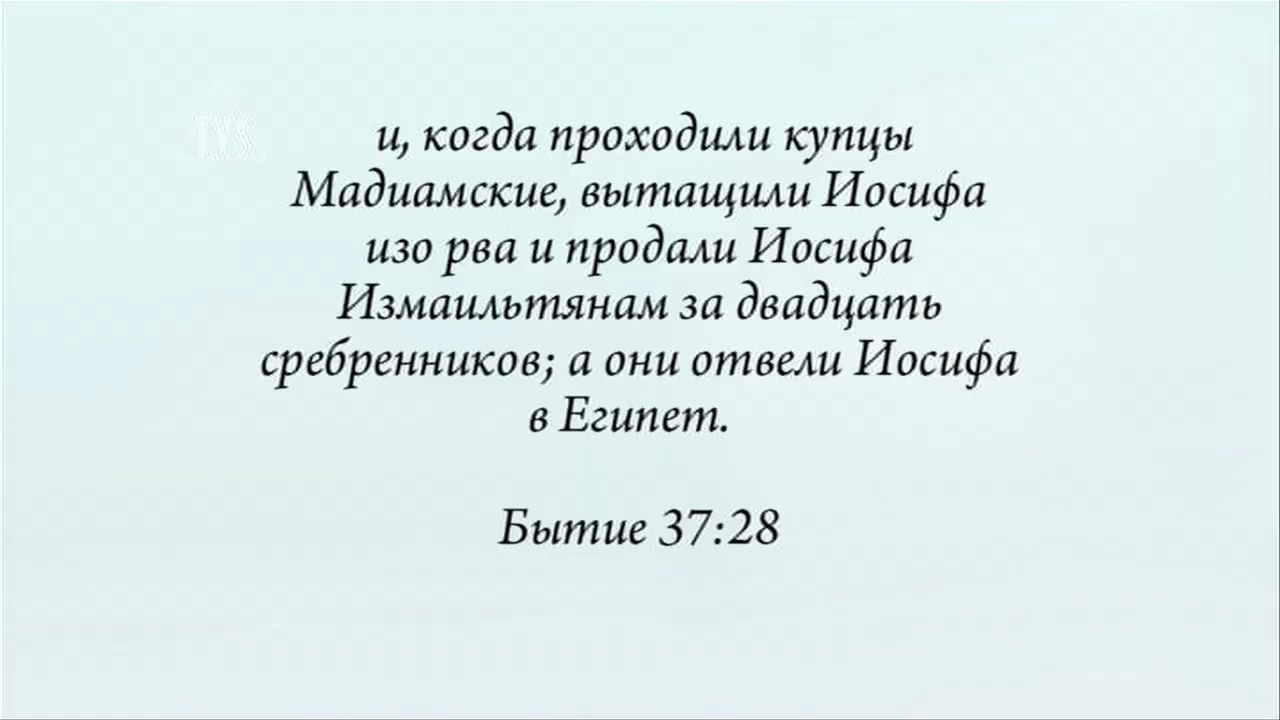 TVS
и, когда проходили купцы
Мадиамские, вытащили Иосифа
изо рва и продали Иосифа
Измаильтянам за двадцать
сребренников; а они отвели Иосифа
в Египет.
Бытие 37:28